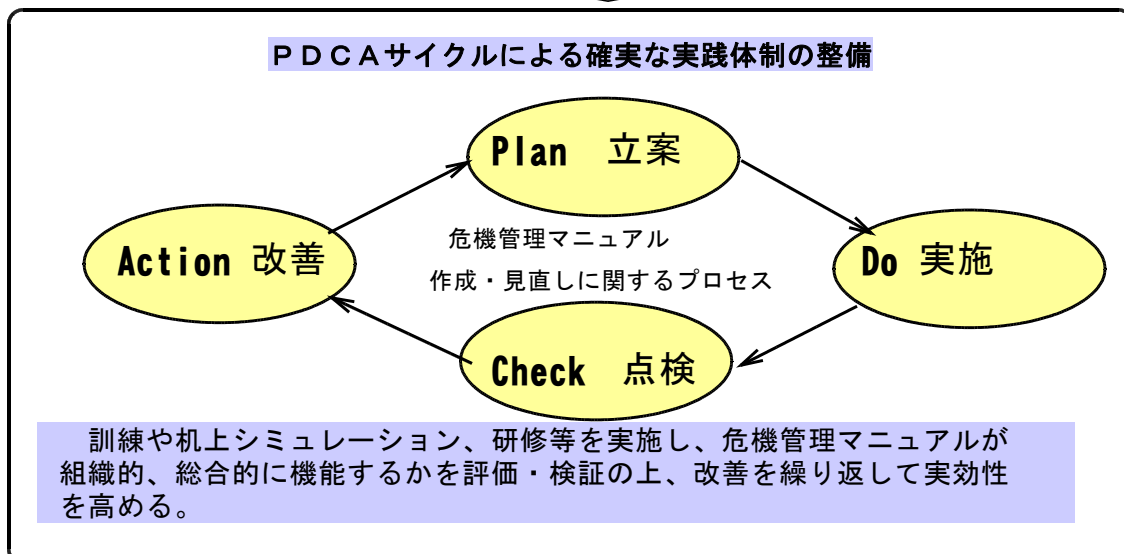 ＰＤＣＡサイクルによる確実な実践体制の整備
Plan　立案
Action 改善
危機管理マニュアル
Do 実施
作成・見直しに関するプロセス
Check　点検
　訓練や机上シミュレーション、研修等を実施し、危機管理マニュアルが
組織的、総合的に機能するかを評価・検証の上、改善を繰り返して実効性
を高める。